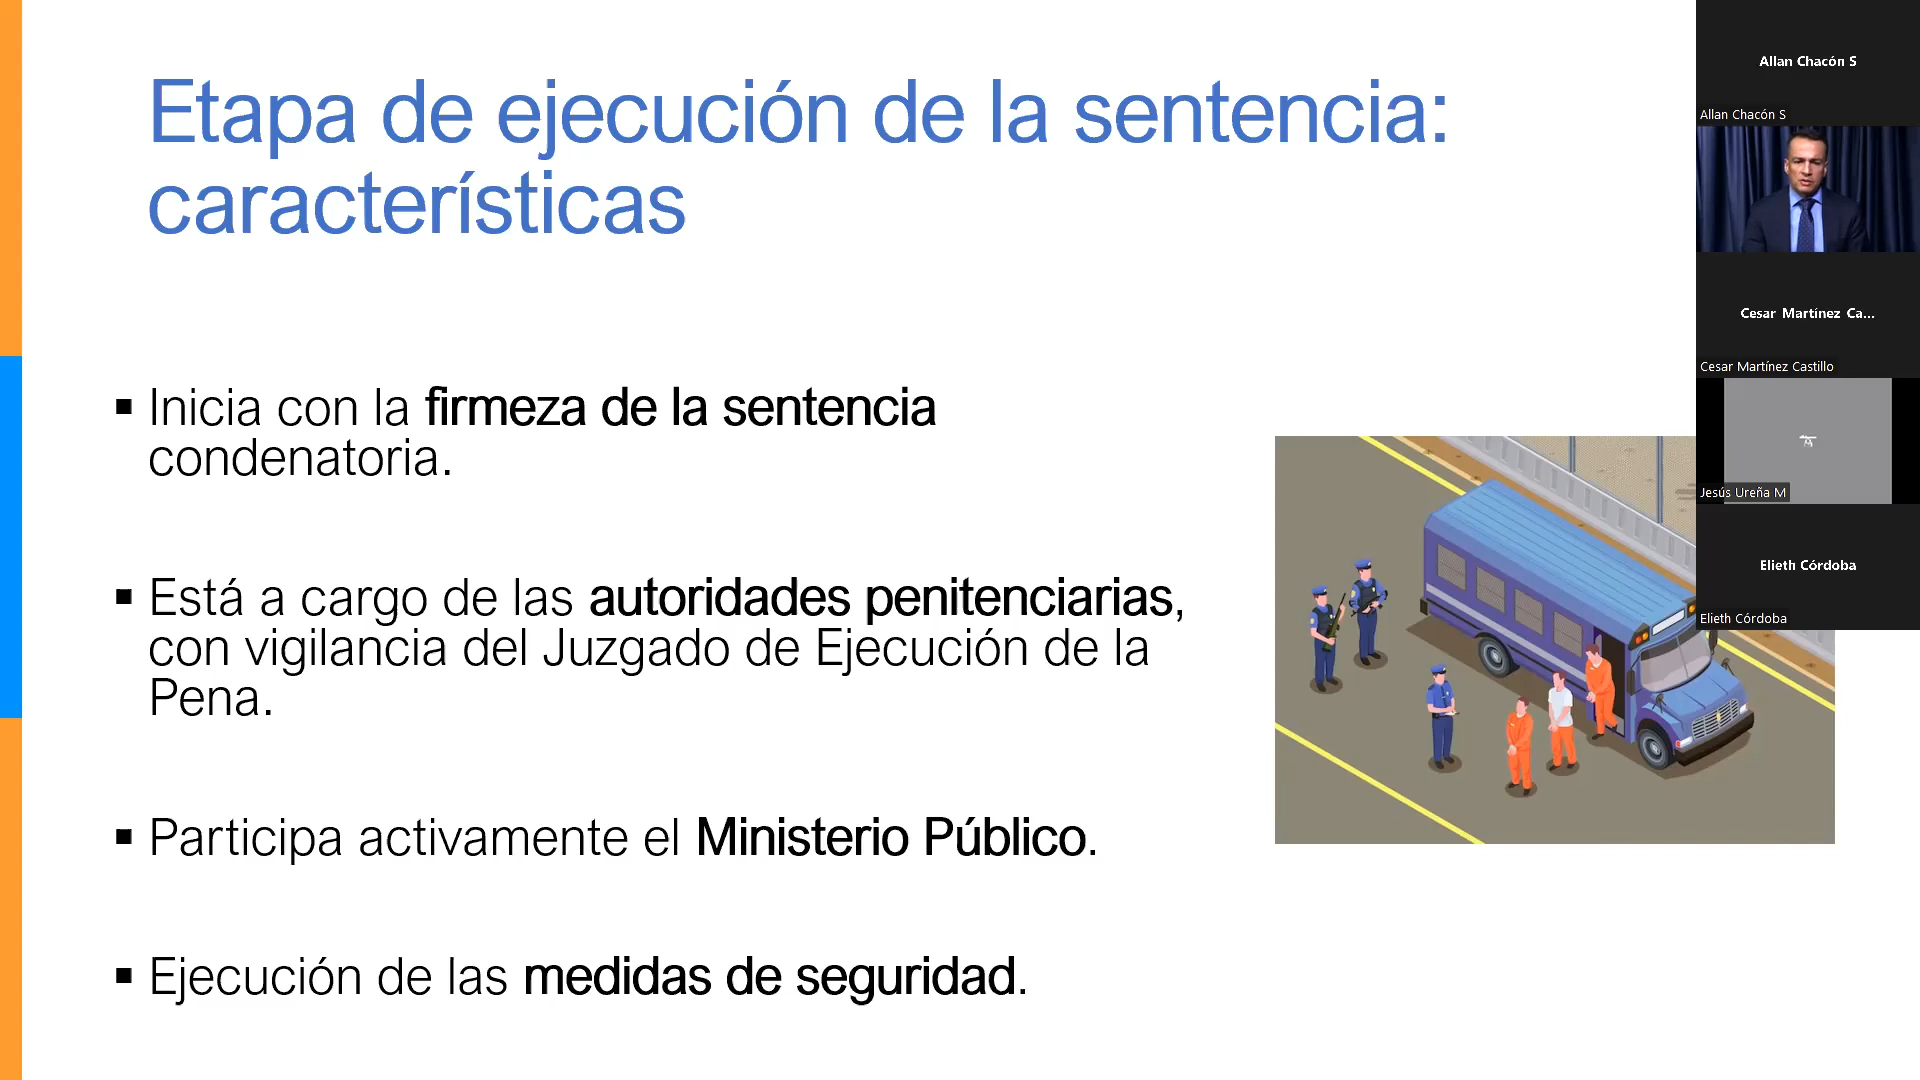 Etapa de ejecución de la sentencia:
características
▪ Inicia con la firmeza de la sentencia
condenatoria.
▪ Está a cargo de las autoridades penitenciarias,
con vigilancia del Juzgado de Ejecución de la
Pena.
▪ Participa activamente el Ministerio Público.
▪ Ejecución de las medidas de seguridad.
Allan Chacón S
Allan Chacón S
Cesar Martínez Ca...
Cesar Martínez Castillo
Jesús Ureña M
Elieth Córdoba
Elieth Córdoba